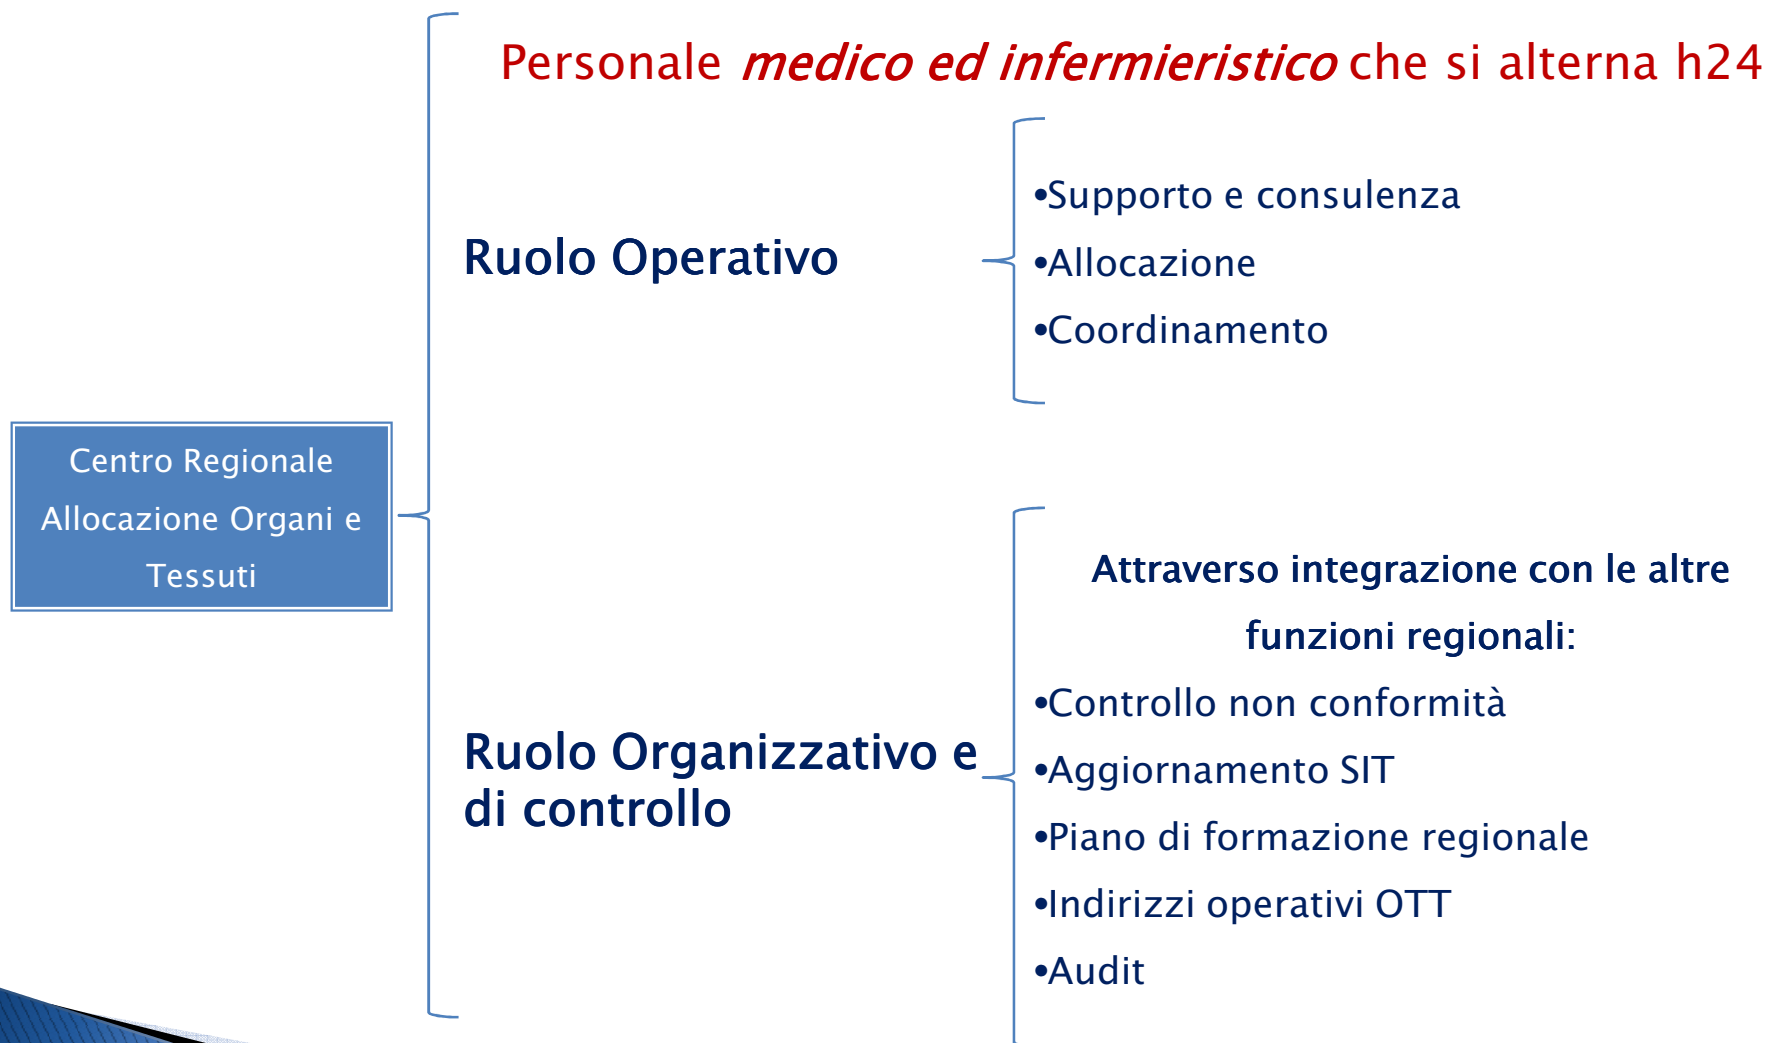 Personale medico ed infermieristico che si alterna h24
Ruolo Operativo
•Supporto e consulenza
•Allocazione
•Coordinamento
Centro Regionale
Allocazione Organi e
Tessuti
Ruolo Organizzativo e
di controllo
Attraverso integrazione con le altre
funzioni regionali:
•Controllo non conformità
•Aggiornamento SIT
•Piano di formazione regionale
•Indirizzi operativi OTT
•Audit